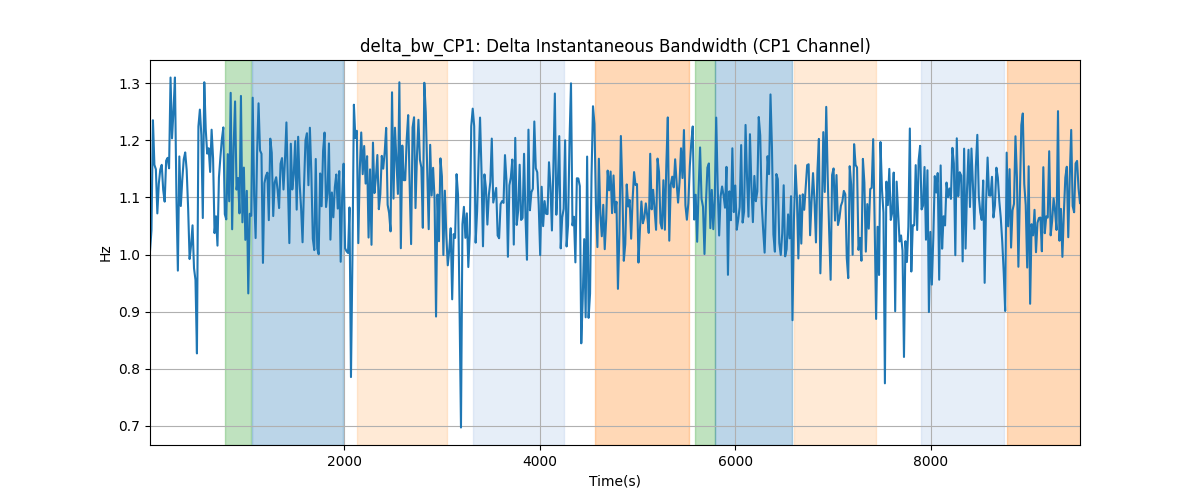 delta_bw_CP1: Delta Instantaneous Bandwidth (CP1 Channel)
1.3
1.2
1.1
1.0
0.9
0.8
0.7
Hz
2000 4000 6000 8000
Time(s)